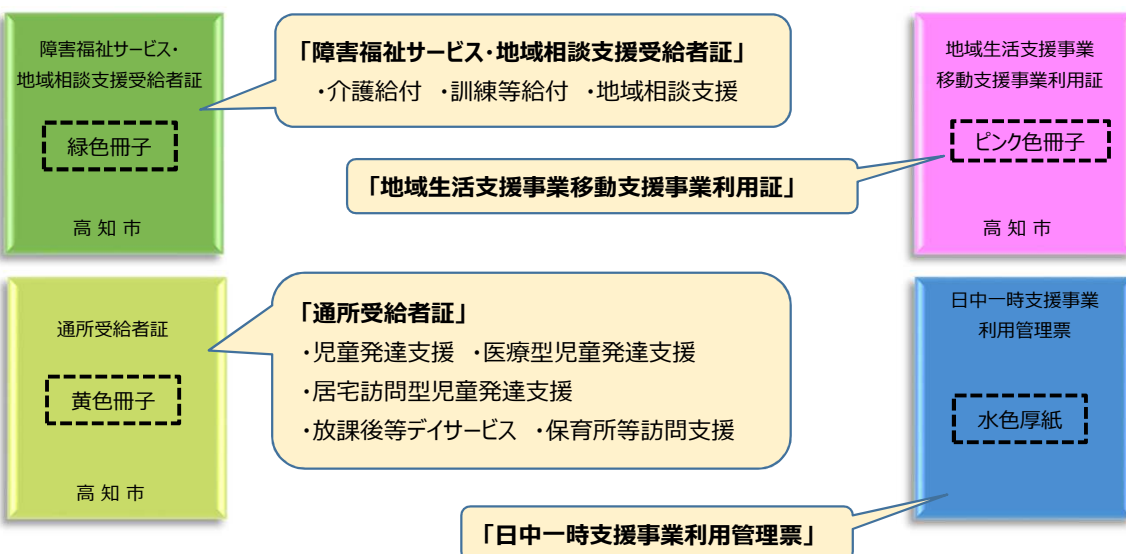 障害福祉サービス・
地域相談支援受給者証
緑色冊子
高 知 市
「障害福祉サービス・地域相談支援受給者証」
・介護給付 ・訓練等給付 ・地域相談支援
地域生活支援事業
移動支援事業利用証
ピンク色冊子
高 知 市
「地域生活支援事業移動支援事業利用証」
通所受給者証
黄色冊子
高 知 市
「通所受給者証」
・児童発達支援 ・医療型児童発達支援
・居宅訪問型児童発達支援
・放課後等デイサービス ・保育所等訪問支援
日中一時支援事業
利用管理票
水色厚紙
「日中一時支援事業利用管理票」